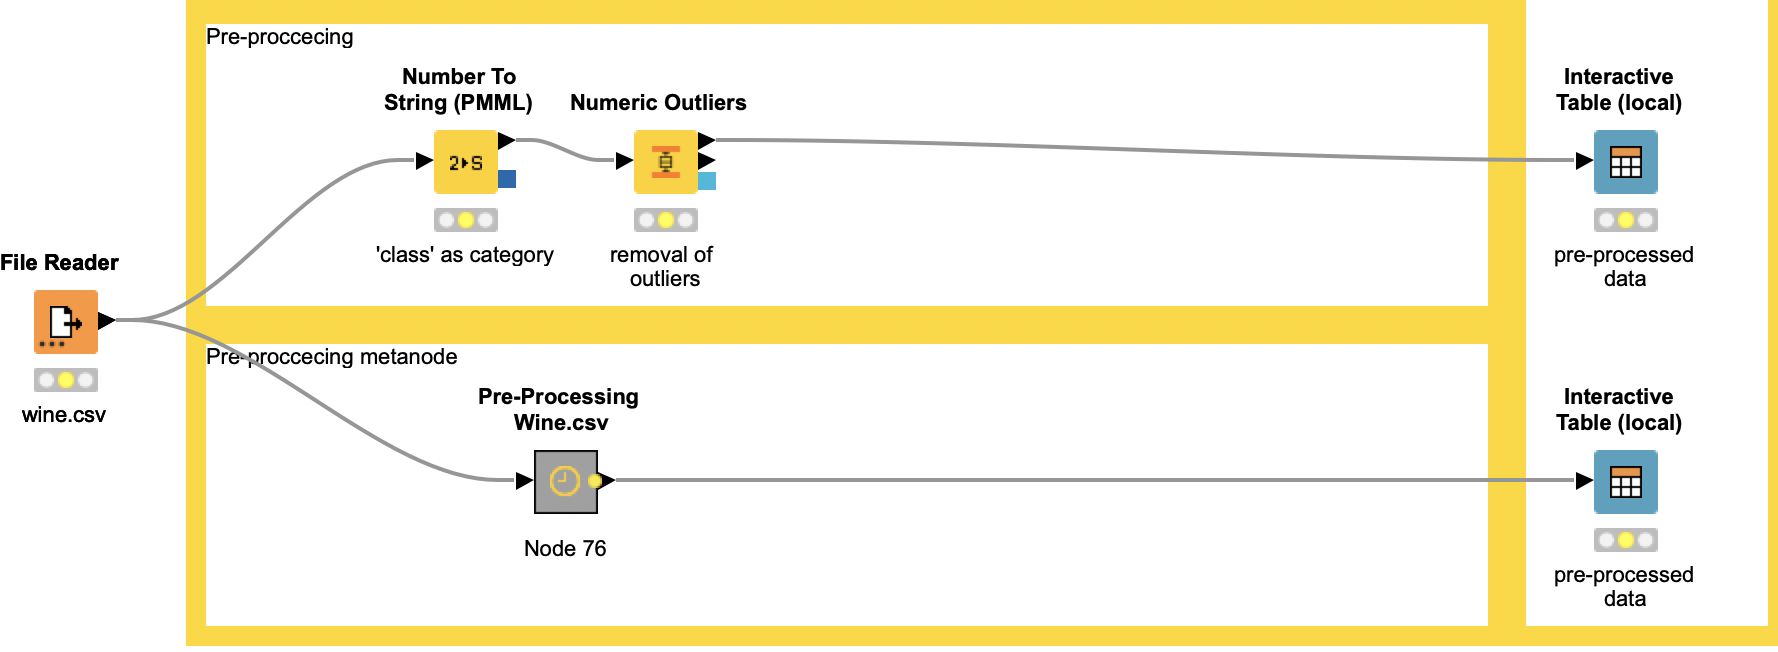 Pre-proccecing
Number To
String (PMML)
Numeric Outliers
2▸S
'class' as category
removal of
outliers
Interactive
Table (local)
pre-processed
data
File Reader
wine.csv
Pre-proccecing metanode
Pre-Processing
Wine.csv
Node 76
Interactive
Table (local)
pre-processed
data